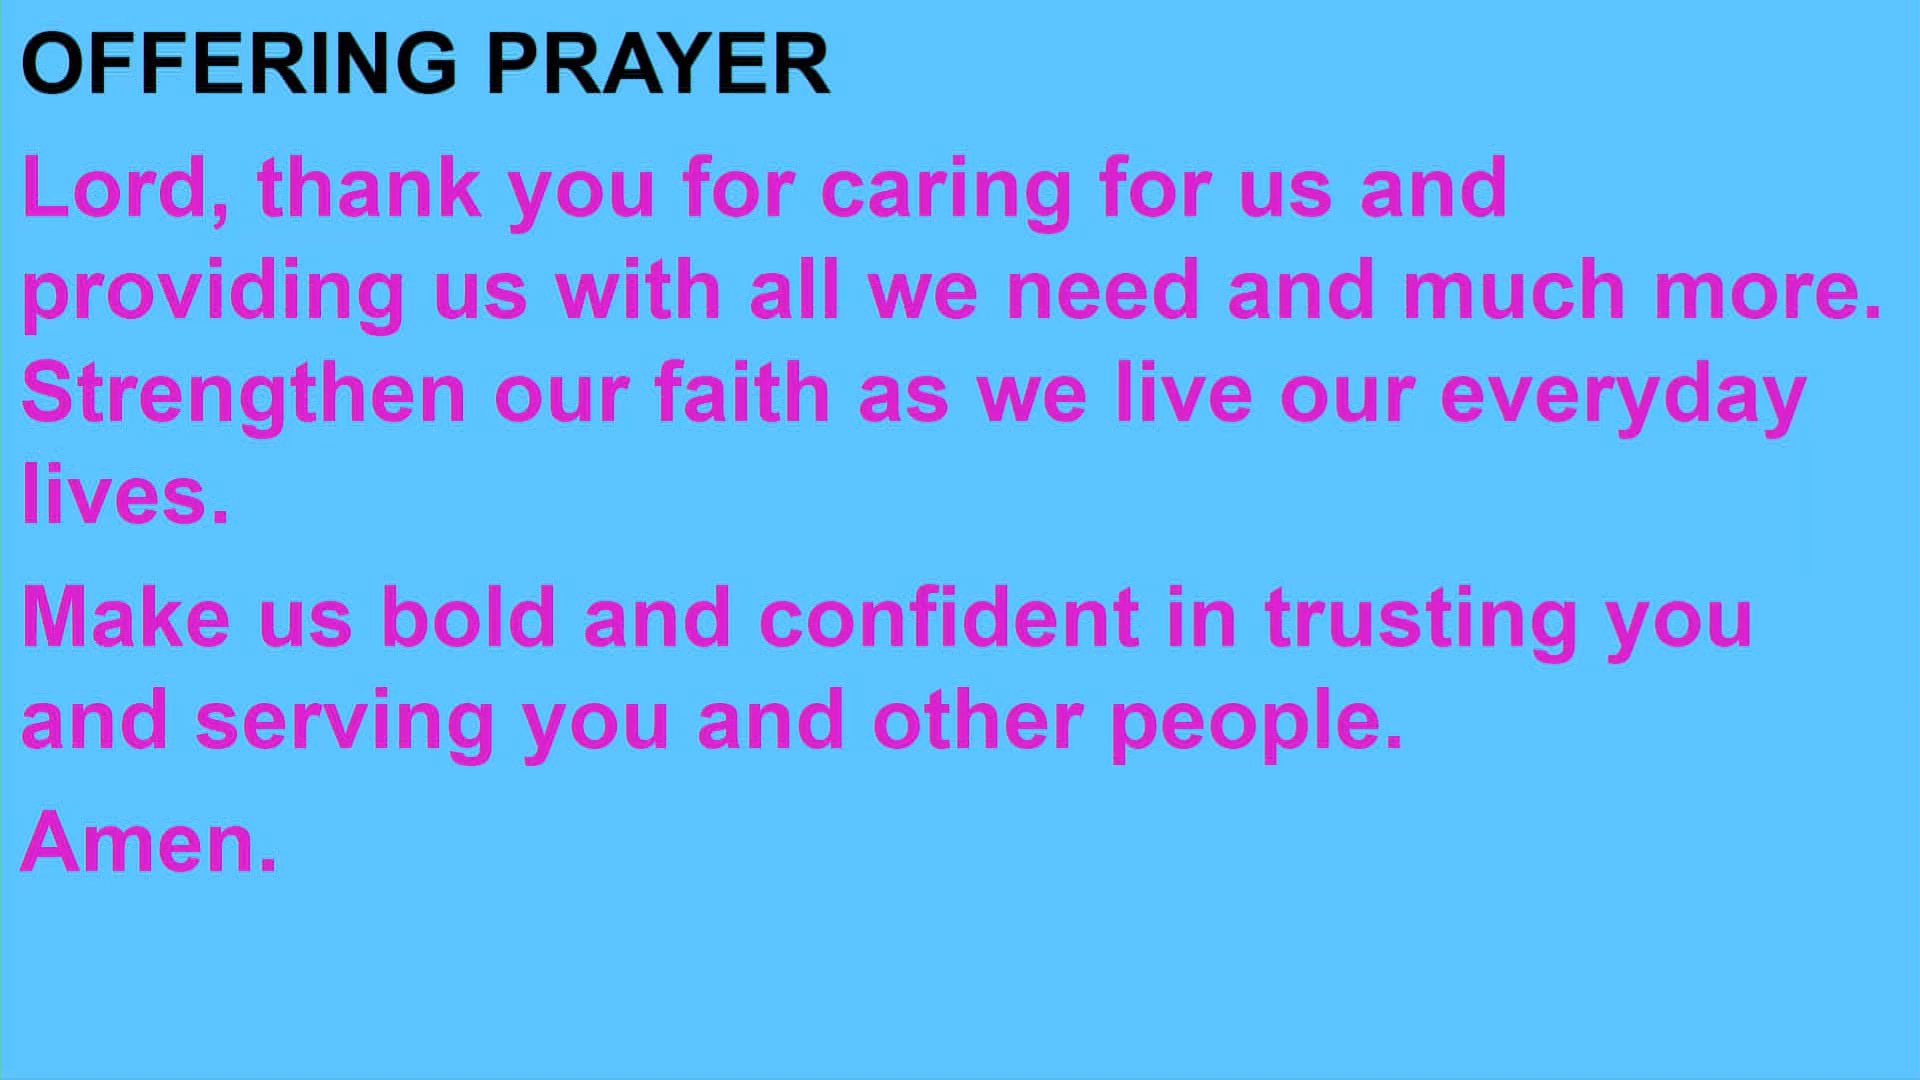 OFFERING PRAYER
Lord, thank you for caring for us and
providing us with all we need and much more.
Strengthen our faith as we live our everyday
lives.
Make us bold and confident in trusting you
and serving you and other people.
Amen.